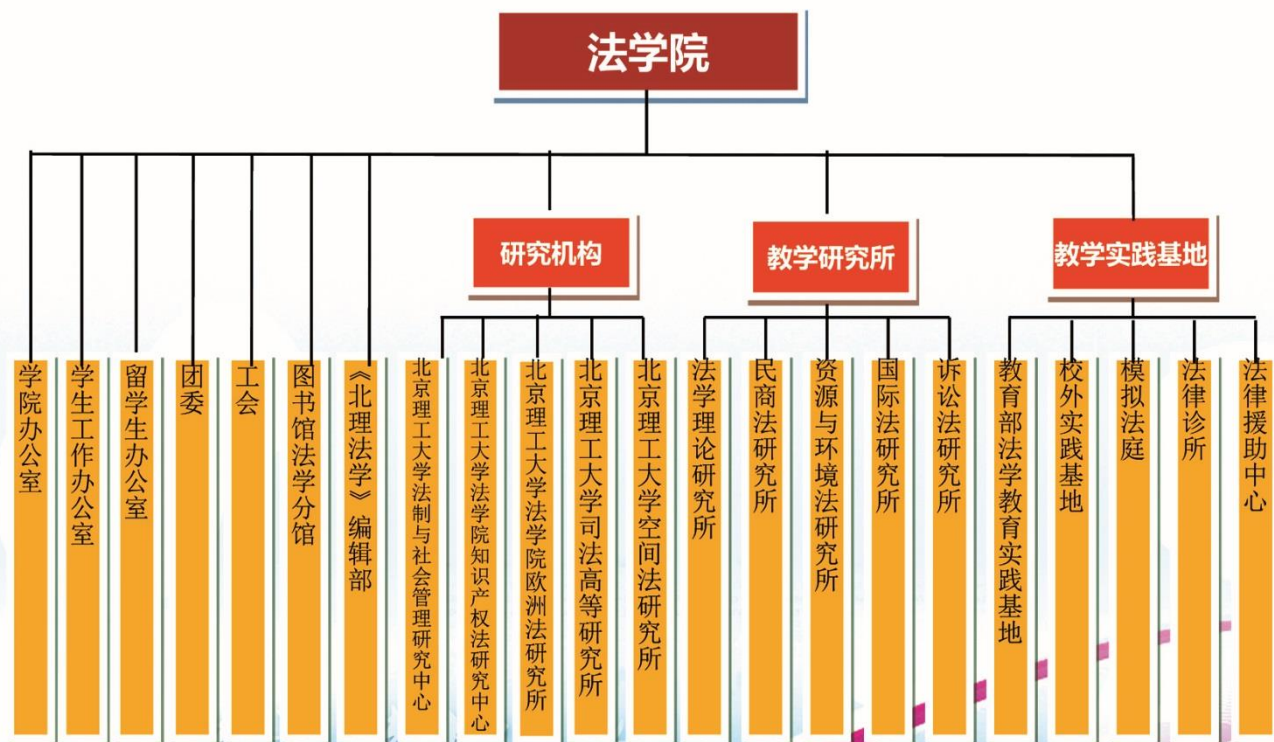 法学院
研究机构
教学研究所
教学实践基地
学院办公室
学生工作办公室
留学生办公室
团委
工会
图书馆法学分馆
《北理法学》编辑部
北京理工大学法制与社会管理研究中心
北京理工大学法学院知识产权法研究中心
北京理工大学法学院欧洲法研究所
北京理工大学司法高等研究所
北京理工大学空间法研究所
法学理论研究所
民商法研究所
资源与环境法研究所
国际法研究所
诉讼法研究所
教育部法学教育实践基地
校外实践基地
模拟法庭
法律诊所
法律援助中心